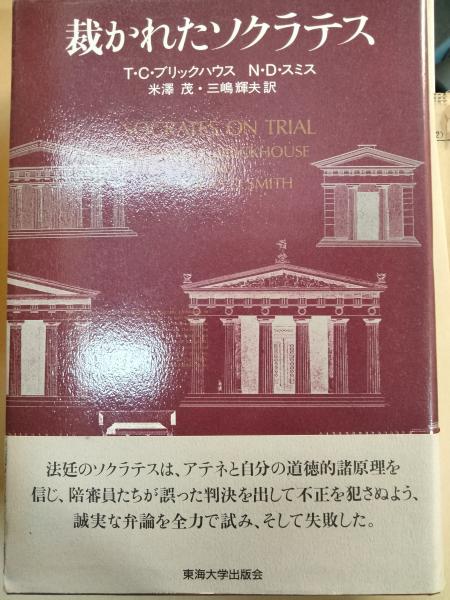 裁かれたソクラテス
T・C・ブリックハウス N・D・スミス
米澤 茂・三嶋輝夫訳
SOCRATES ON TRIAL
SMITH
法廷のソクラテスは、アテネと自分の道徳的諸原理を
信じ、陪審員たちが誤った判決を出して不正を犯さぬよう、
誠実な弁論を全力で試み、そして失敗した。
東海大学出版会